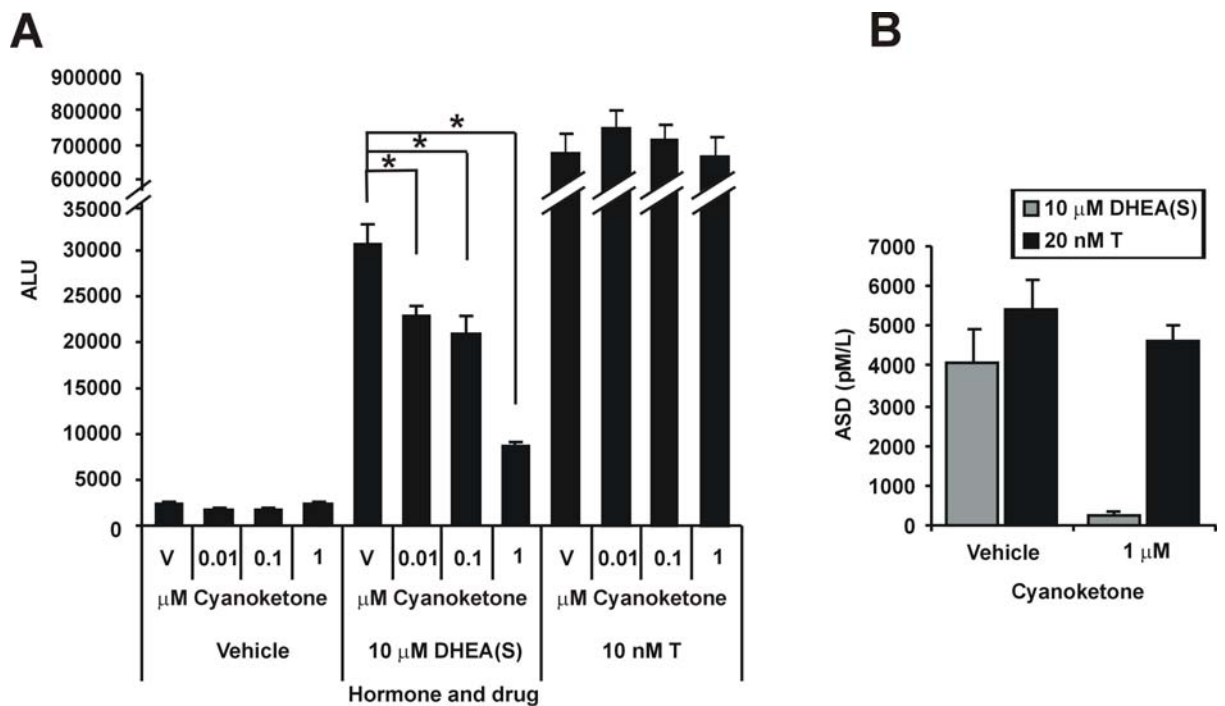 A
900000
800000
700000
600000
35000
30000
25000
20000
15000
10000
5000
0
ALU
*
*
*
V 0.01 0.1 1 V 0.01 0.1 1 V 0.01 0.1 1
μM Cyanoketone μM Cyanoketone μM Cyanoketone
Vehicle 10 μM DHEA(S) 10 nM T
Hormone and drug
B
10 μM DHEA(S)
20 nM T
7000
6000
5000
4000
3000
2000
1000
0
ASD (pM/L)
Vehicle 1 μM
Cyanoketone